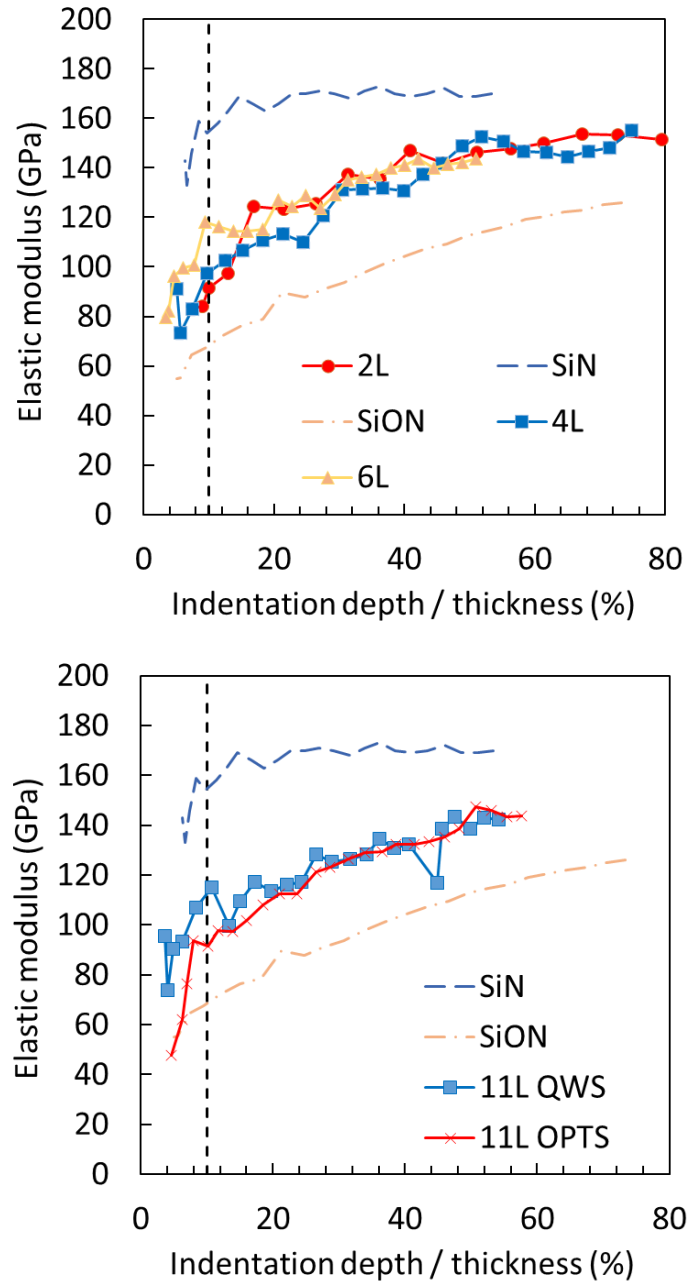 200
180
160
140
120
100
80
60
40
20
0
Elastic modulus (GPa)
2L SiN
SiON 4L
6L
0 20 40 60 80
Indentation depth / thickness (%)
200
180
160
140
120
100
80
60
40
20
0
Elastic modulus (GPa)
SiN
SiON
11L QWS
11L OPTS
0 20 40 60 80
Indentation depth / thickness (%)